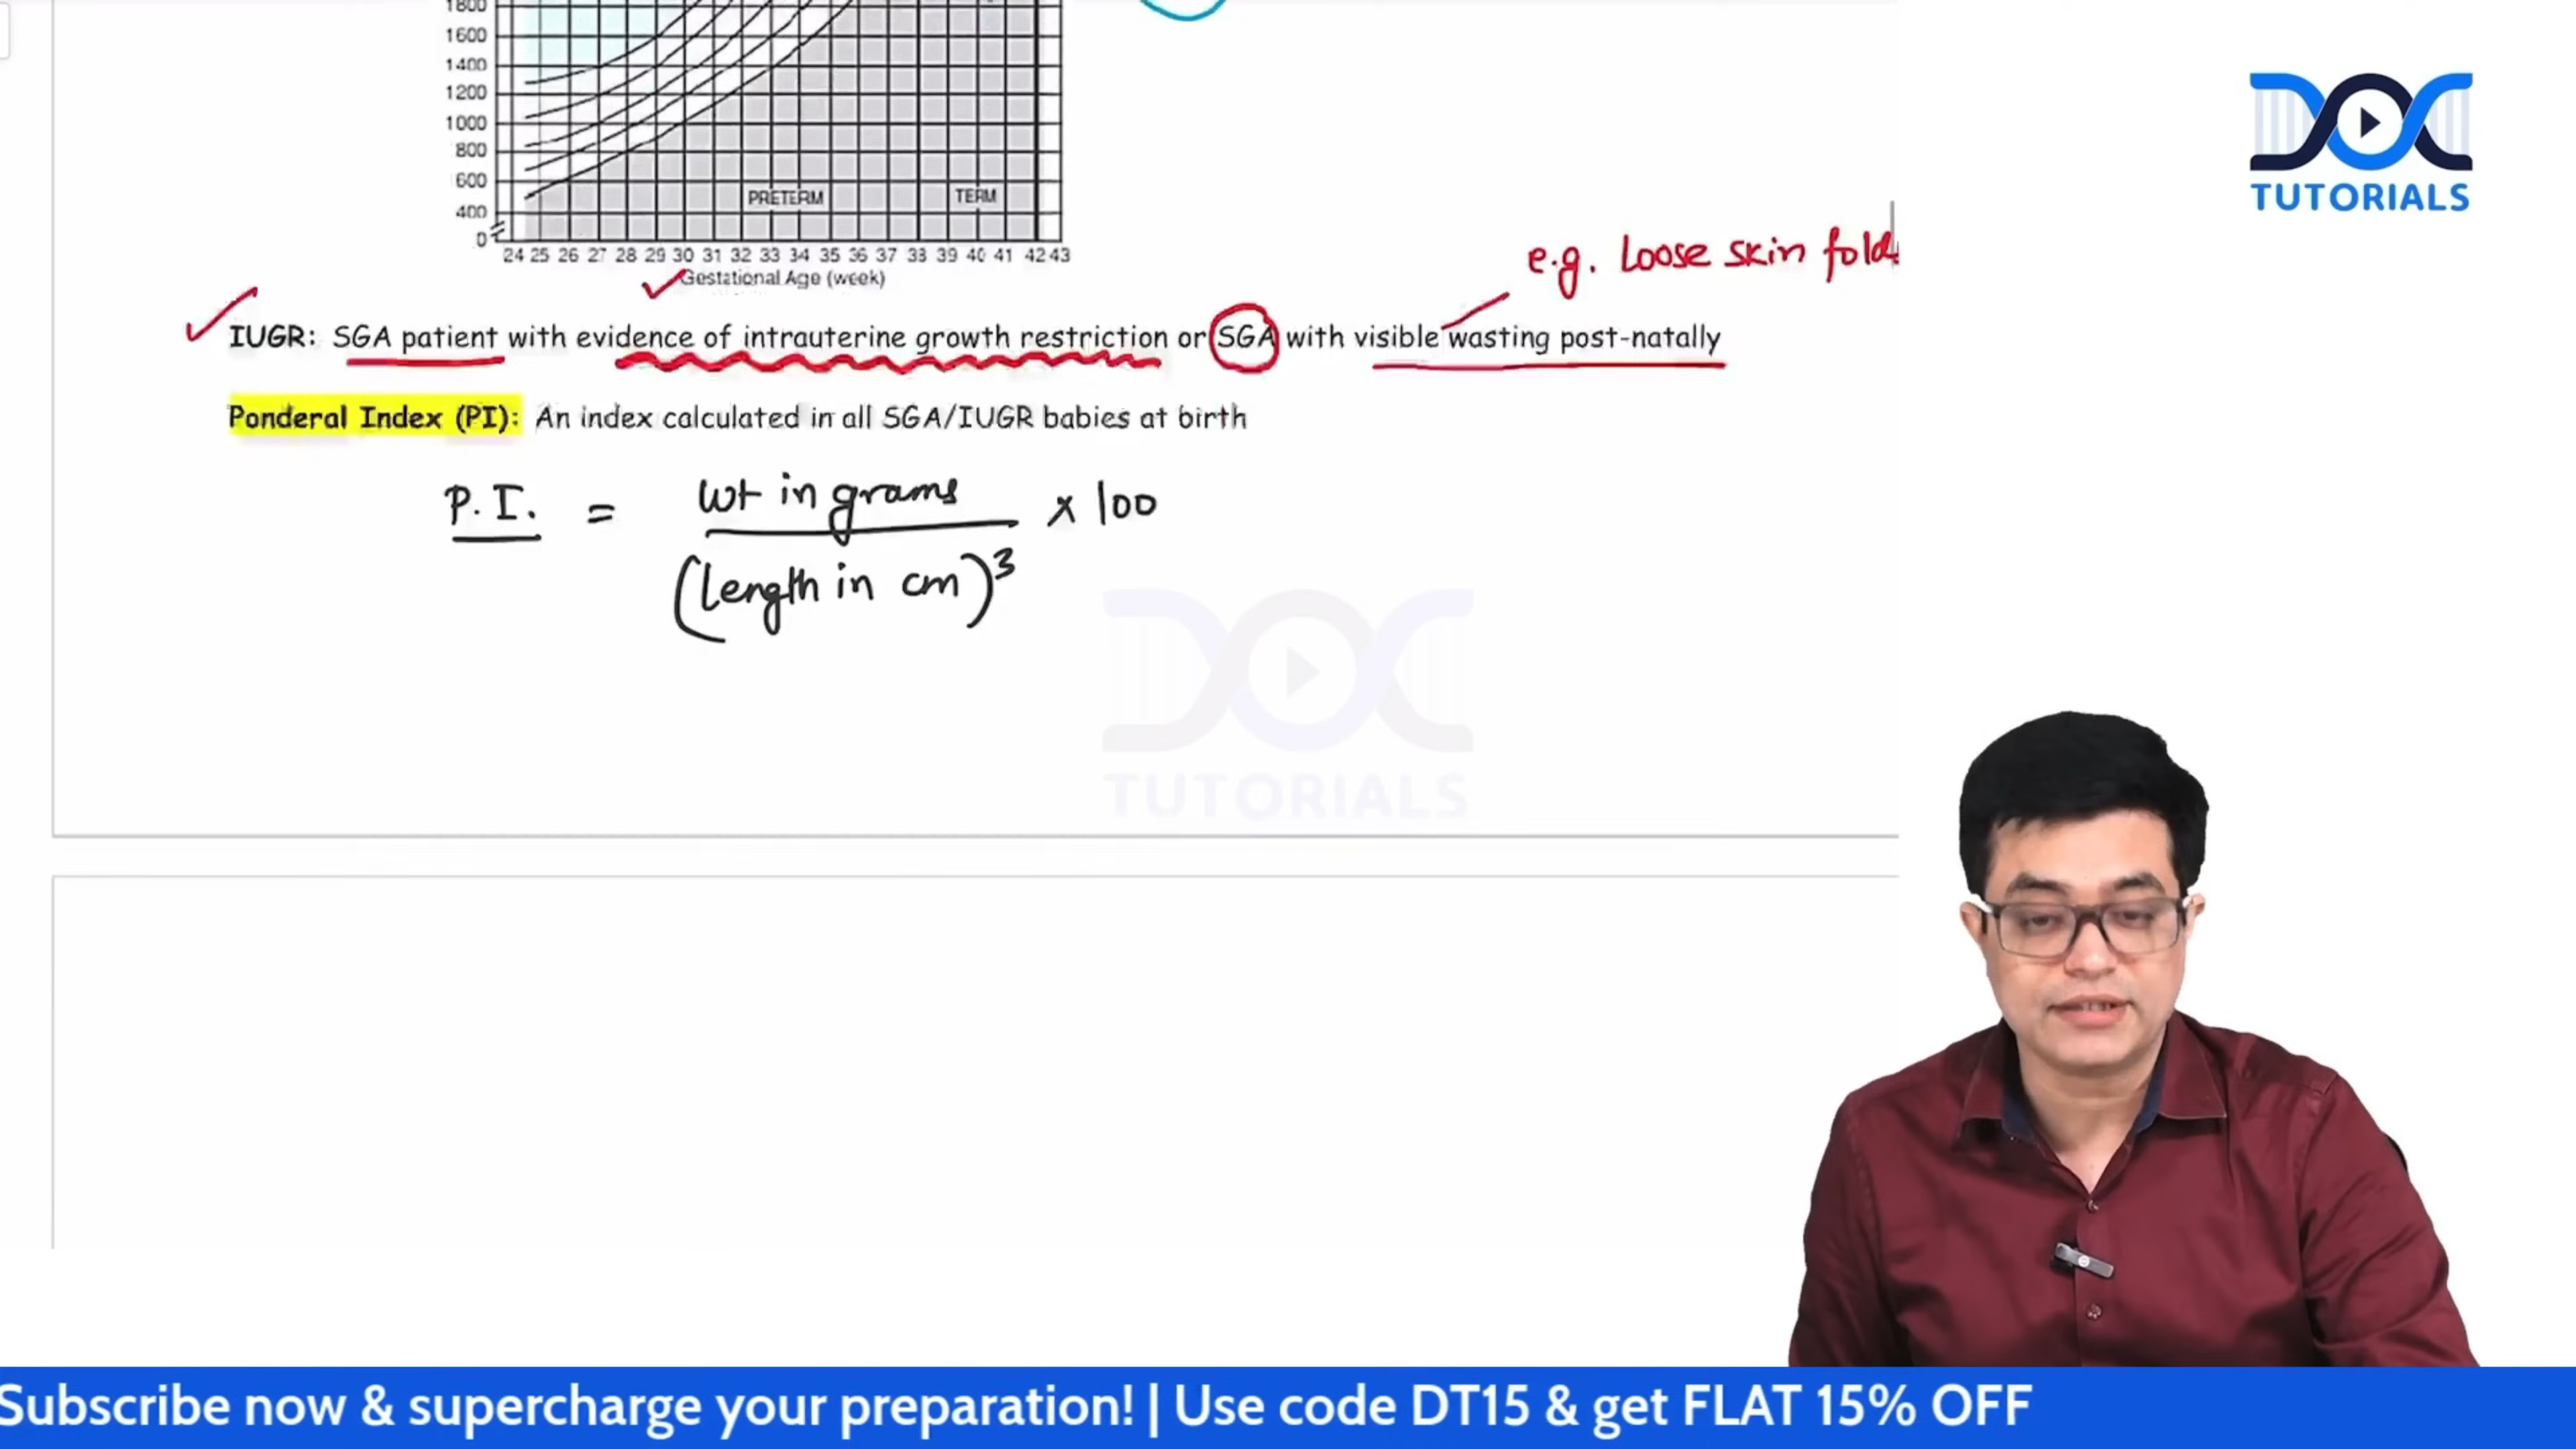 1800
1600
1400
1200
1000
800
600
400
0
PRETERM
TERM
24 25 26 27 28 29 30 31 32 33 34 35 36 37 38 39 40 41 42 43
Gestational Age (week)
DOC
TUTORIALS
e.g. Loose skin folds
IUGR: SGA patient with evidence of intrauterine growth restriction or SGA with visible wasting post-natally
Ponderal Index (PI): An index calculated in all SGA/IUGR babies at birth
P.I. = wt in grams x 100
(length in cm)³
DOC
TUTORIALS
Subscribe now & supercharge your preparation! | Use code DT15 & get FLAT 15% OFF